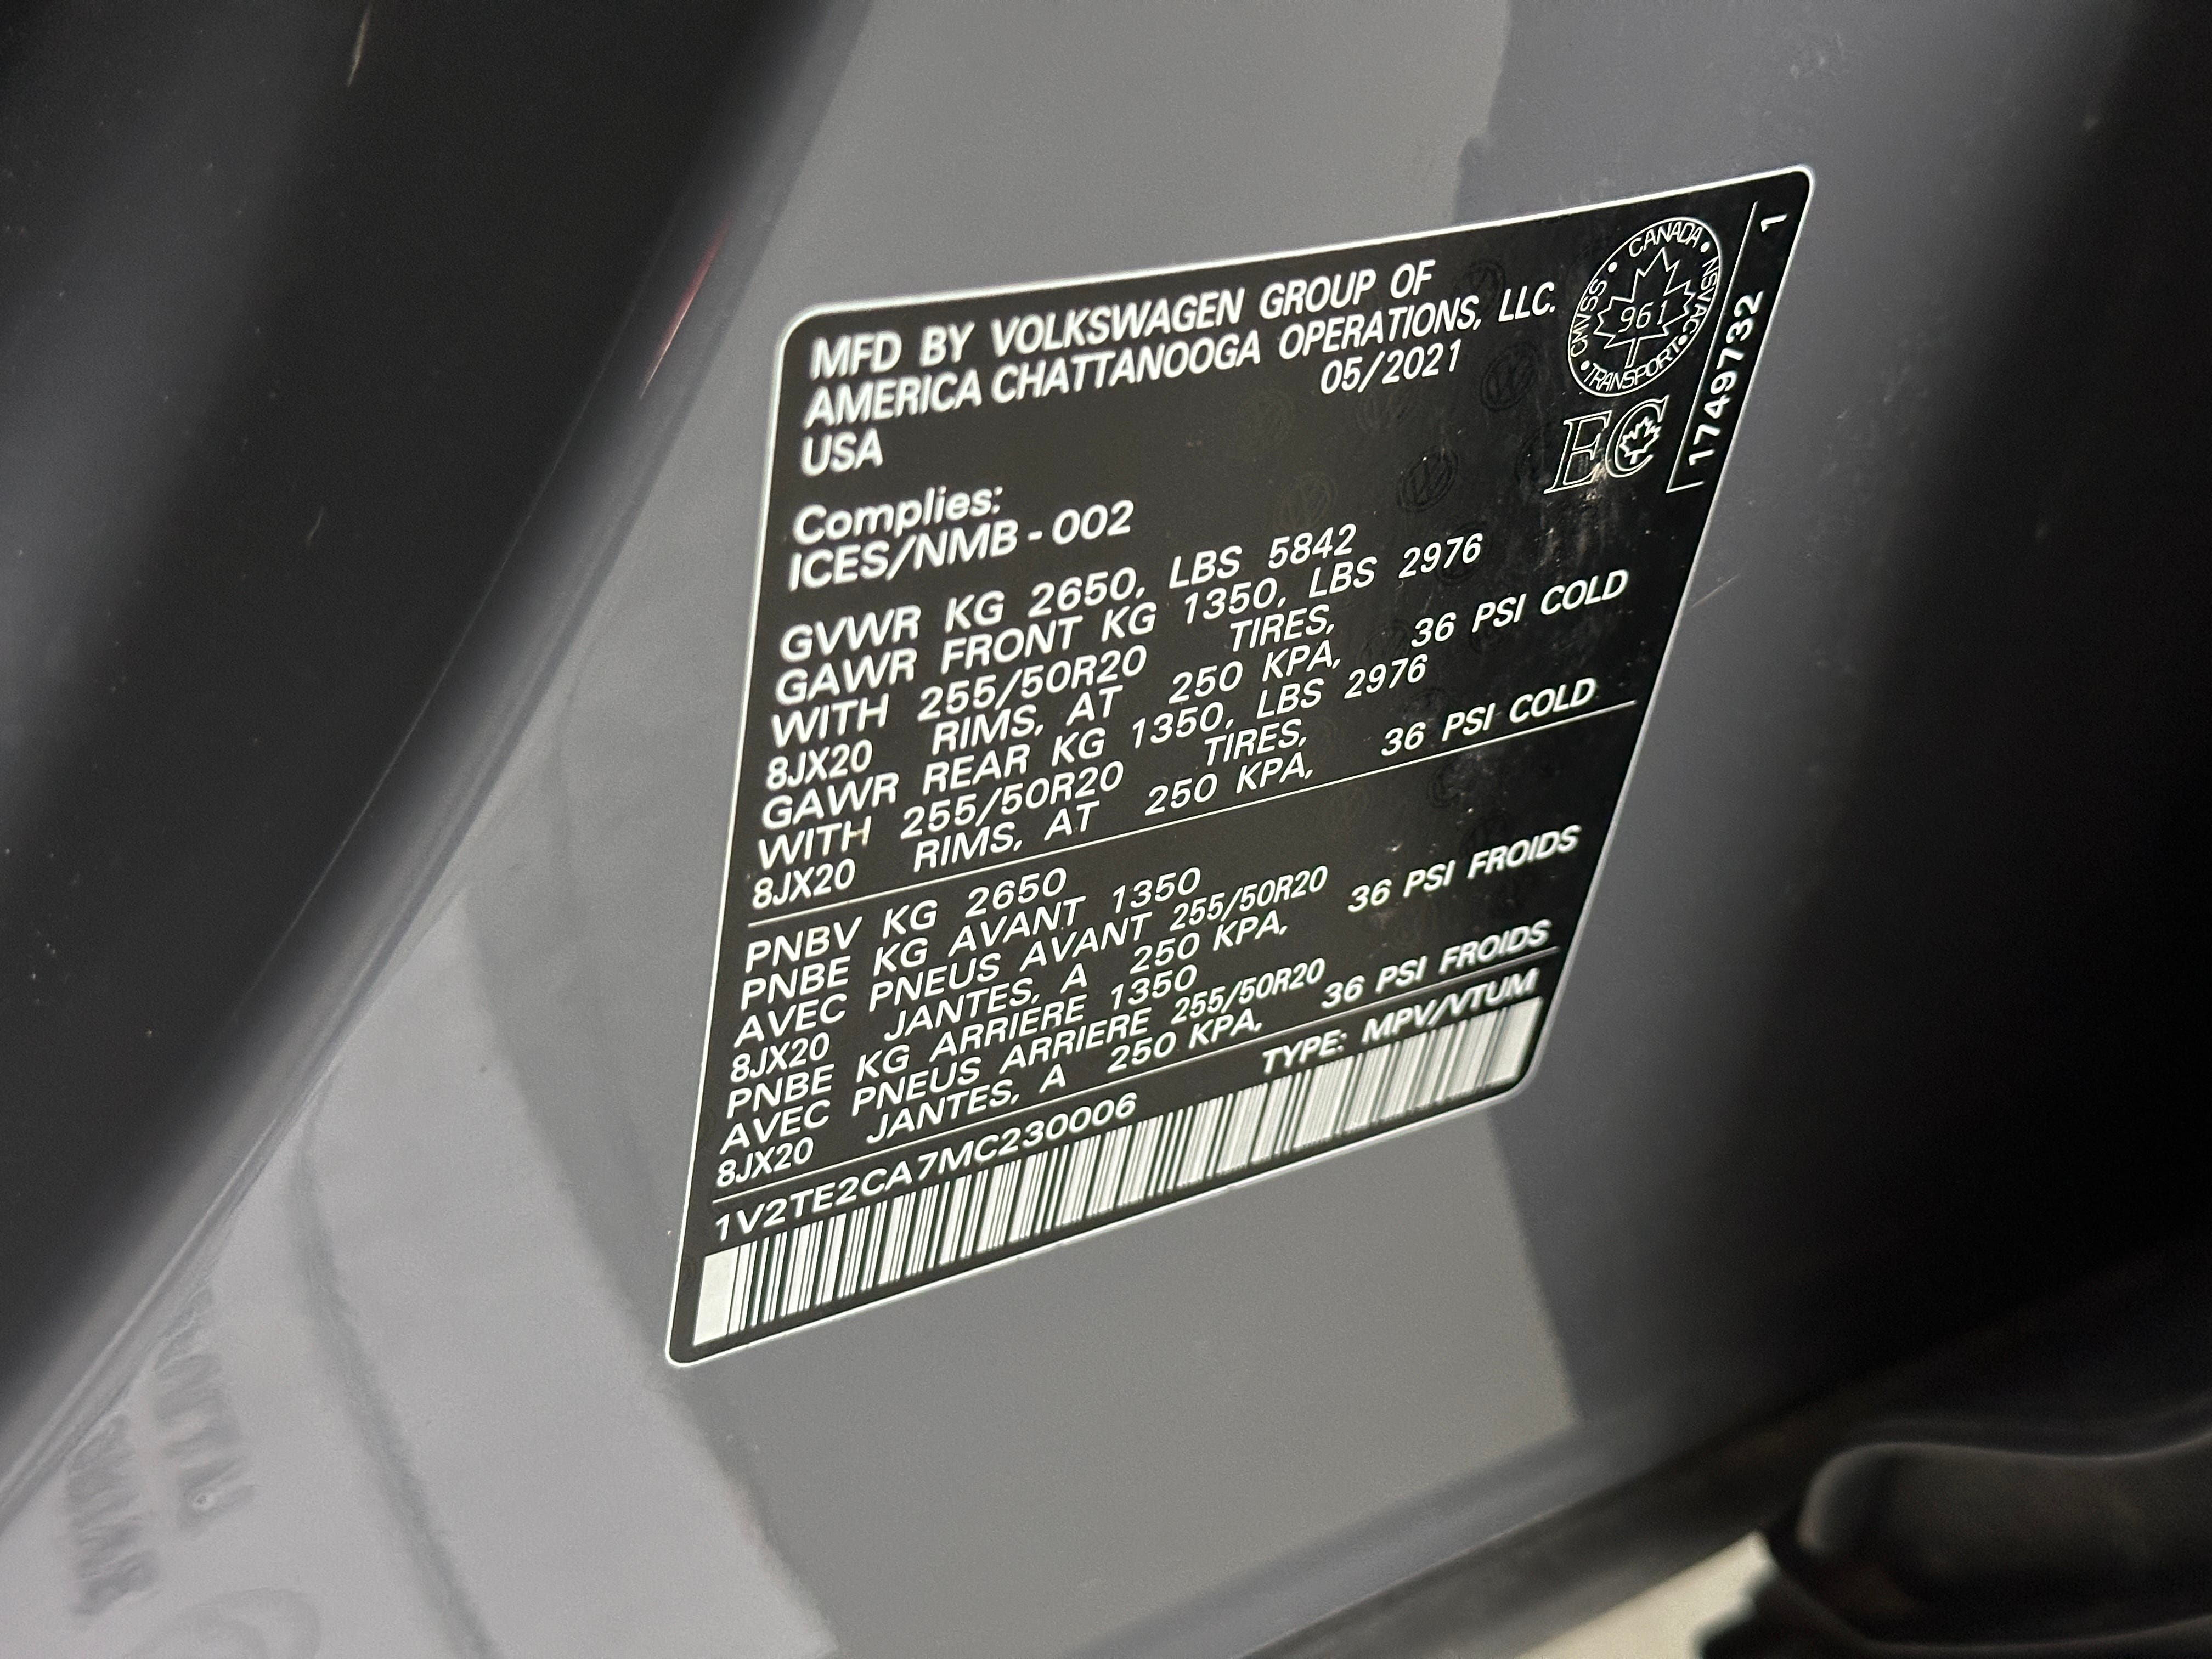 MFD BY VOLKSWAGEN GROUP OF
AMERICA CHATTANOOGA OPERATIONS, LLC.
USA 05/2021
CANADA
NSVAC
TRANSPORT
CMVSS
961
EC
1749732 1
Complies:
ICES/NMB-002
GVWR KG 2650, LBS 5842
GAWR FRONT KG 1350, LBS 2976
WITH 255/50R20 TIRES,
8JX20 RIMS, AT 250 KPA, 36 PSI COLD
GAWR REAR KG 1350, LBS 2976
WITH 255/50R20 TIRES,
8JX20 RIMS, AT 250 KPA, 36 PSI COLD
PNBV KG 2650
PNBE KG AVANT 1350
AVEC PNEUS AVANT 255/50R20
8JX20 JANTES, A 250 KPA, 36 PSI FROIDS
PNBE KG ARRIERE 1350
AVEC PNEUS ARRIERE 255/50R20
8JX20 JANTES, A 250 KPA, 36 PSI FROIDS
1V2TE2CA7MC230006 TYPE: MPV/VTUM